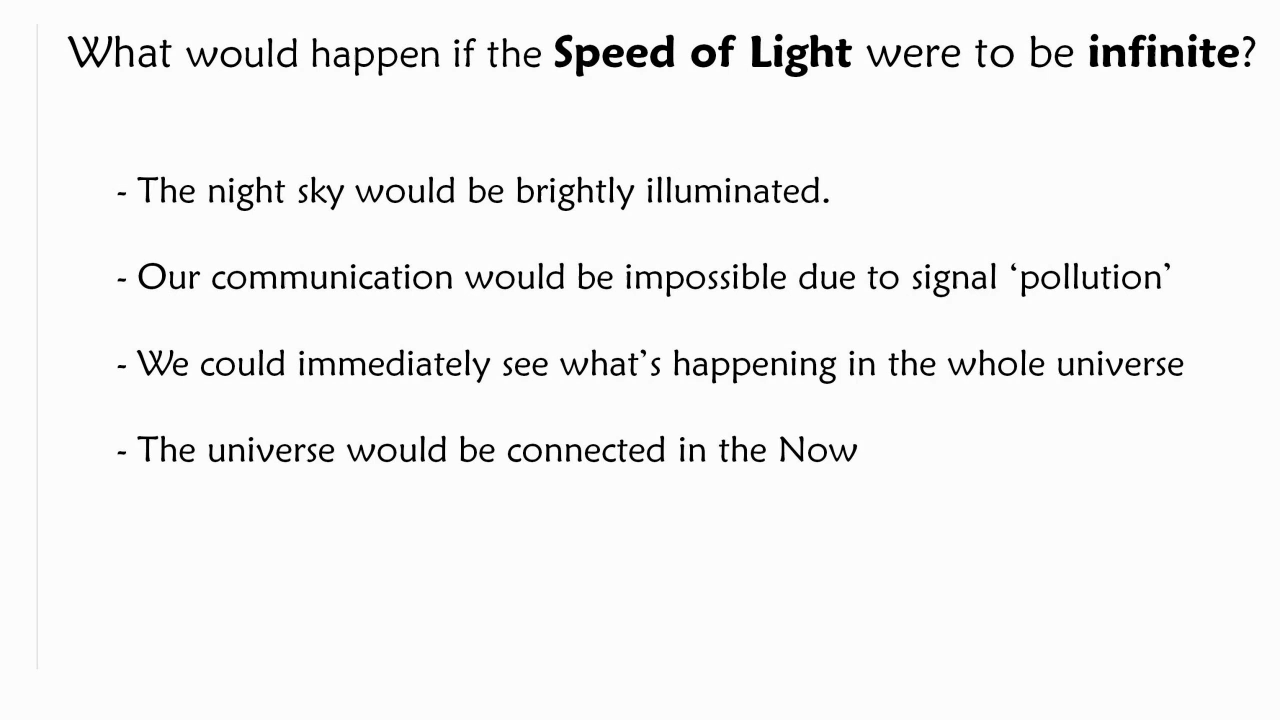 What would happen if the Speed of Light were to be infinite?
- The night sky would be brightly illuminated.
- Our communication would be impossible due to signal ‘pollution’
- We could immediately see what’s happening in the whole universe
- The universe would be connected in the Now